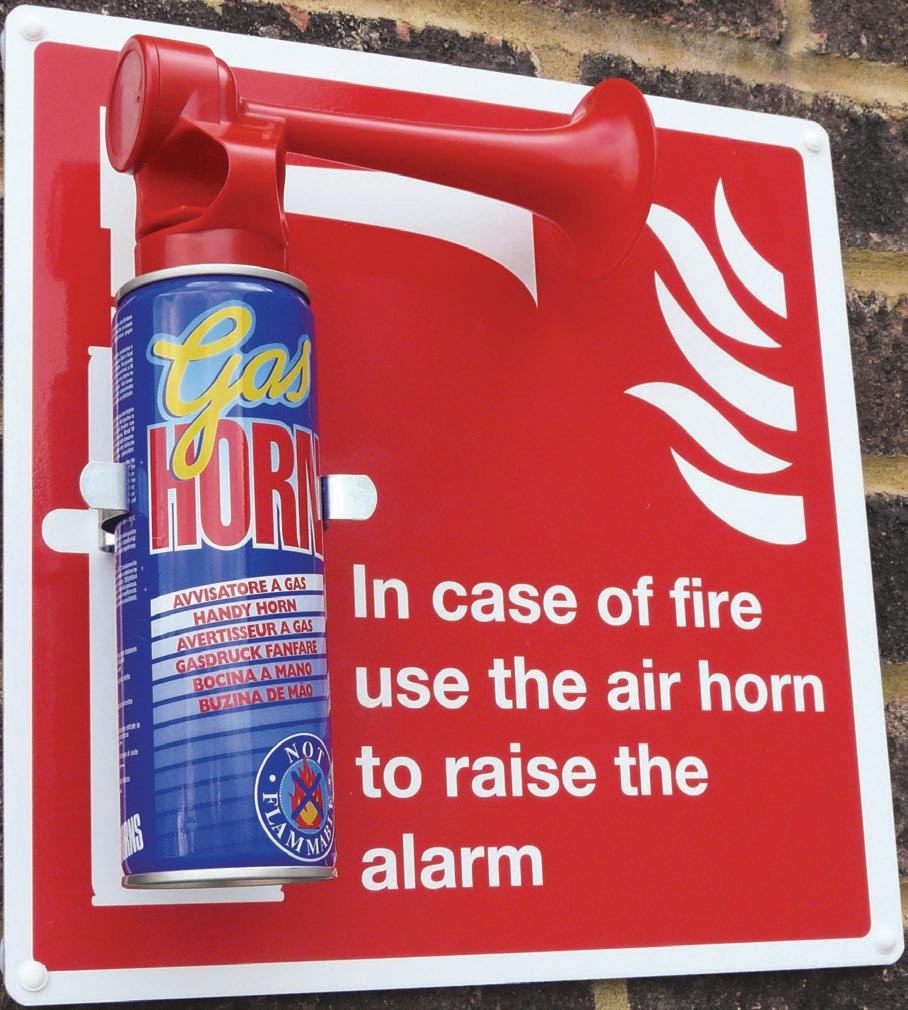 Gas
HORN
AVVISATORE A GAS
HANDY HORN
AVERTISSEUR A GAS
GASDRUCK FANFARE
BOCINA A MANO
BUZINA DE MÃO
NOT
FLAMMAB
In case of fire
use the air horn
to raise the
alarm